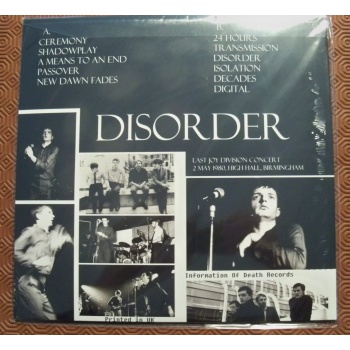 A.
CEREMONY
SHADOWPLAY
A MEANS TO AN END
PASSOVER
NEW DAWN FADES
B.
24 HOURS
TRANSMISSION
DISORDER
ISOLATION
DECADES
DIGITAL
DISORDER
LAST JOY DIVISION CONCERT
2 MAY 1980, HIGH HALL, BIRMINGHAM
Information Of Death Records
Printed in UK